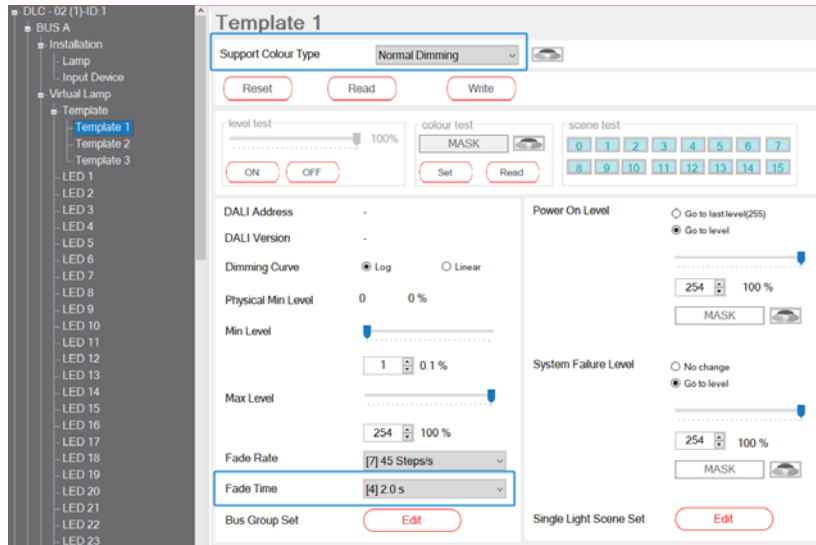 DLC - 02 (1)-ID:1
BUS A
Installation
Lamp
Input Device
Virtual Lamp
Template
Template 1
Template 2
Template 3
LED 1
LED 2
LED 3
LED 4
LED 5
LED 6
LED 7
LED 8
LED 9
LED 10
LED 11
LED 12
LED 13
LED 14
LED 15
LED 16
LED 17
LED 18
LED 19
LED 20
LED 21
LED 22
LED 23
Template 1
Support Colour Type Normal Dimming
Reset Read Write
level test
100%
ON OFF
colour test
MASK
Set Read
scene test
0 1 2 3 4 5 6 7
8 9 10 11 12 13 14 15
DALI Address -
DALI Version -
Dimming Curve Log Linear
Physical Min Level 0 0 %
Min Level
1 0.1 %
Max Level
254 100 %
Fade Rate [7] 45 Steps/s
Fade Time [4] 2.0 s
Bus Group Set Edit
Power On Level Go to last level(255)
Go to level
254 100 %
MASK
System Failure Level No change
Go to level
254 100 %
MASK
Single Light Scene Set Edit